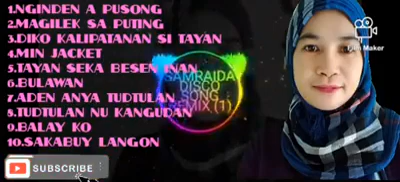 1.NGINDEN A PUSONG
2.MAGILEK SA PUTING
3.DIKO KALIPATANAN SI TAYAN
4.MIN JACKET
5.TAYAN SEKA BESEN INAN
6.BULAWAN
7.ADEN ANYA TUDTULAN
8.TUDTULAN NU KANGUDAN
9.BALAY KO
10.SAKABUY LANGON
SAMRAIDA
DISCO
SONG
REMIX (1)
Film Maker
SUBSCRIBE